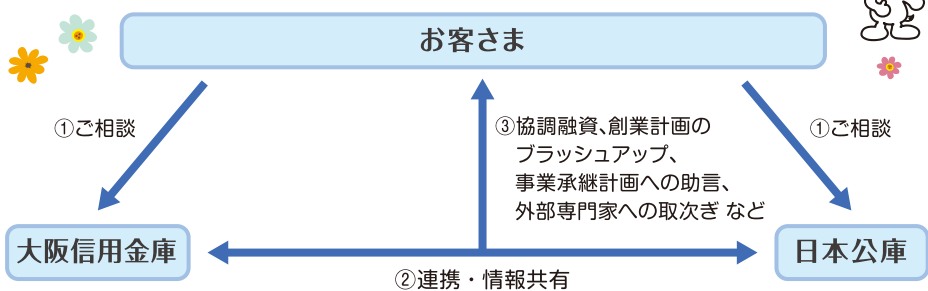 お客さま
①ご相談
③協調融資、創業計画の
ブラッシュアップ、
事業承継計画への助言、
外部専門家への取次ぎ など
①ご相談
大阪信用金庫
日本公庫
②連携・情報共有